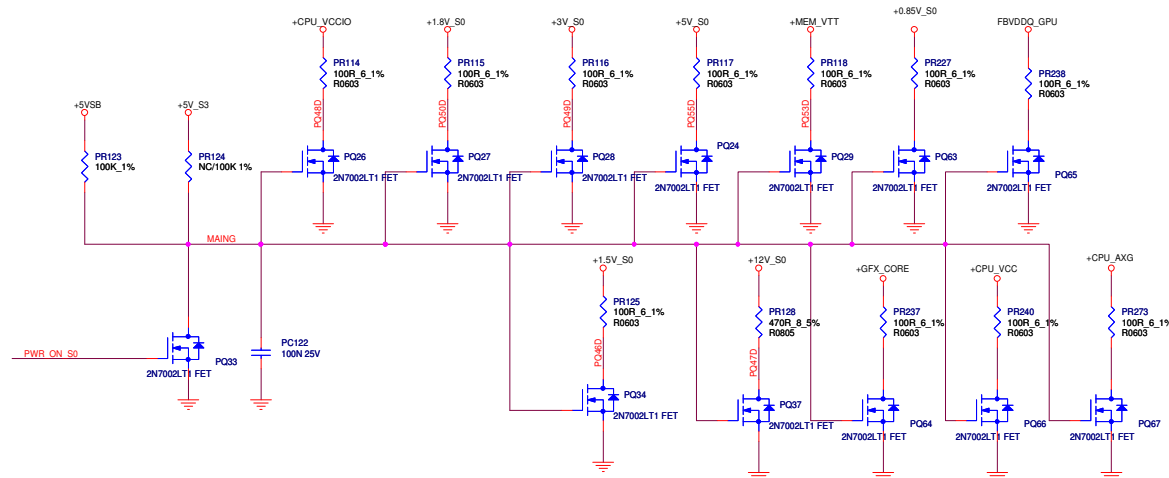 +CPU_VCCIO
+1.8V_S0
+3V_S0
+5V_S0
+MEM_VTT
+0.85V_S0
FBVDDQ_GPU
PR114
100R_6_1%
R0603
PR115
100R_6_1%
R0603
PR116
100R_6_1%
R0603
PR117
100R_6_1%
R0603
PR118
100R_6_1%
R0603
PR227
100R_6_1%
R0603
PR238
100R_6_1%
R0603
+5VSB
+5V_S3
PQ48D
PQ50D
PQ49D
PQ55D
PQ53D
PR123
100K_1%
PR124
NC/100K 1%
PQ26
2N7002LT1 FET
PQ27
2N7002LT1 FET
PQ28
2N7002LT1 FET
PQ24
2N7002LT1 FET
PQ29
2N7002LT1 FET
PQ63
2N7002LT1 FET
PQ65
2N7002LT1 FET
MAING
+1.5V_S0
+12V_S0
+GFX_CORE
+CPU_VCC
+CPU_AXG
PR125
100R_6_1%
R0603
PR128
470R_8_5%
R0805
PR237
100R_6_1%
R0603
PR240
100R_6_1%
R0603
PR273
100R_6_1%
R0603
PWR_ON_S0
PQ33
2N7002LT1 FET
PC122
100N 25V
PQ46D
PQ47D
PQ34
2N7002LT1 FET
PQ37
2N7002LT1 FET
PQ64
2N7002LT1 FET
PQ66
2N7002LT1 FET
PQ67
2N7002LT1 FET